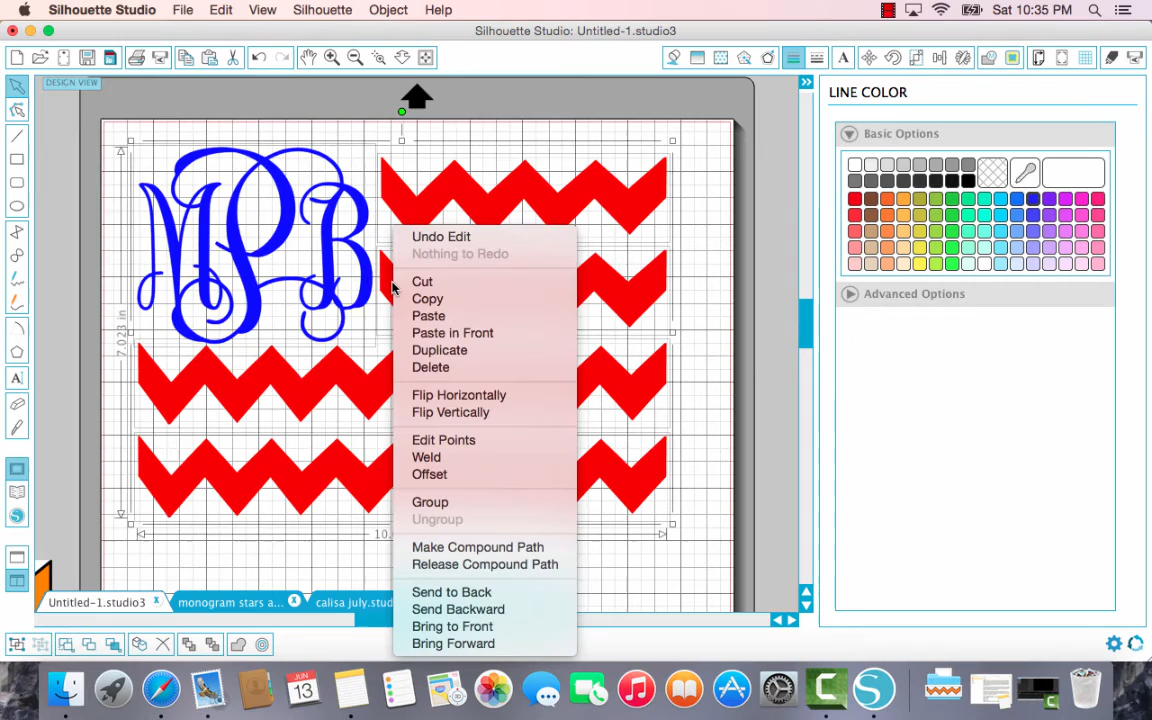 Silhouette Studio File Edit View Silhouette Object Help Sat 10:35 PM
Silhouette Studio: Untitled-1.studio3
DESIGN VIEW
LINE COLOR
Basic Options
Advanced Options
MPB
7.023 in
10.
Undo Edit
Nothing to Redo
Cut
Copy
Paste
Paste in Front
Duplicate
Delete
Flip Horizontally
Flip Vertically
Edit Points
Weld
Offset
Group
Ungroup
Make Compound Path
Release Compound Path
Send to Back
Send Backward
Bring to Front
Bring Forward
Untitled-1.studio3 x monogram stars a... x calisa july.stud
JUN
13